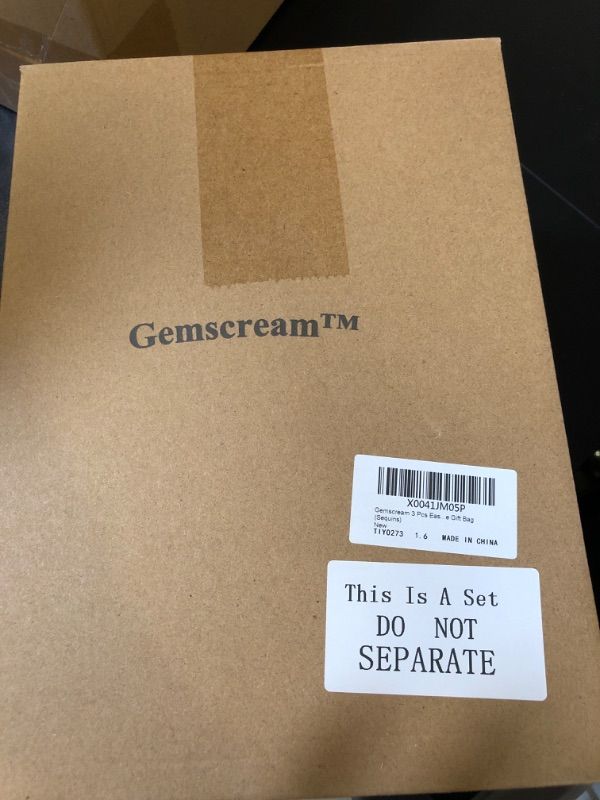 Gemscream™
X0041JM05P
Gemscream 3 Pcs Eas...e Gift Bag
(Sequins)
New
TIY0273 1.6 MADE IN CHINA
This Is A Set
DO NOT
SEPARATE